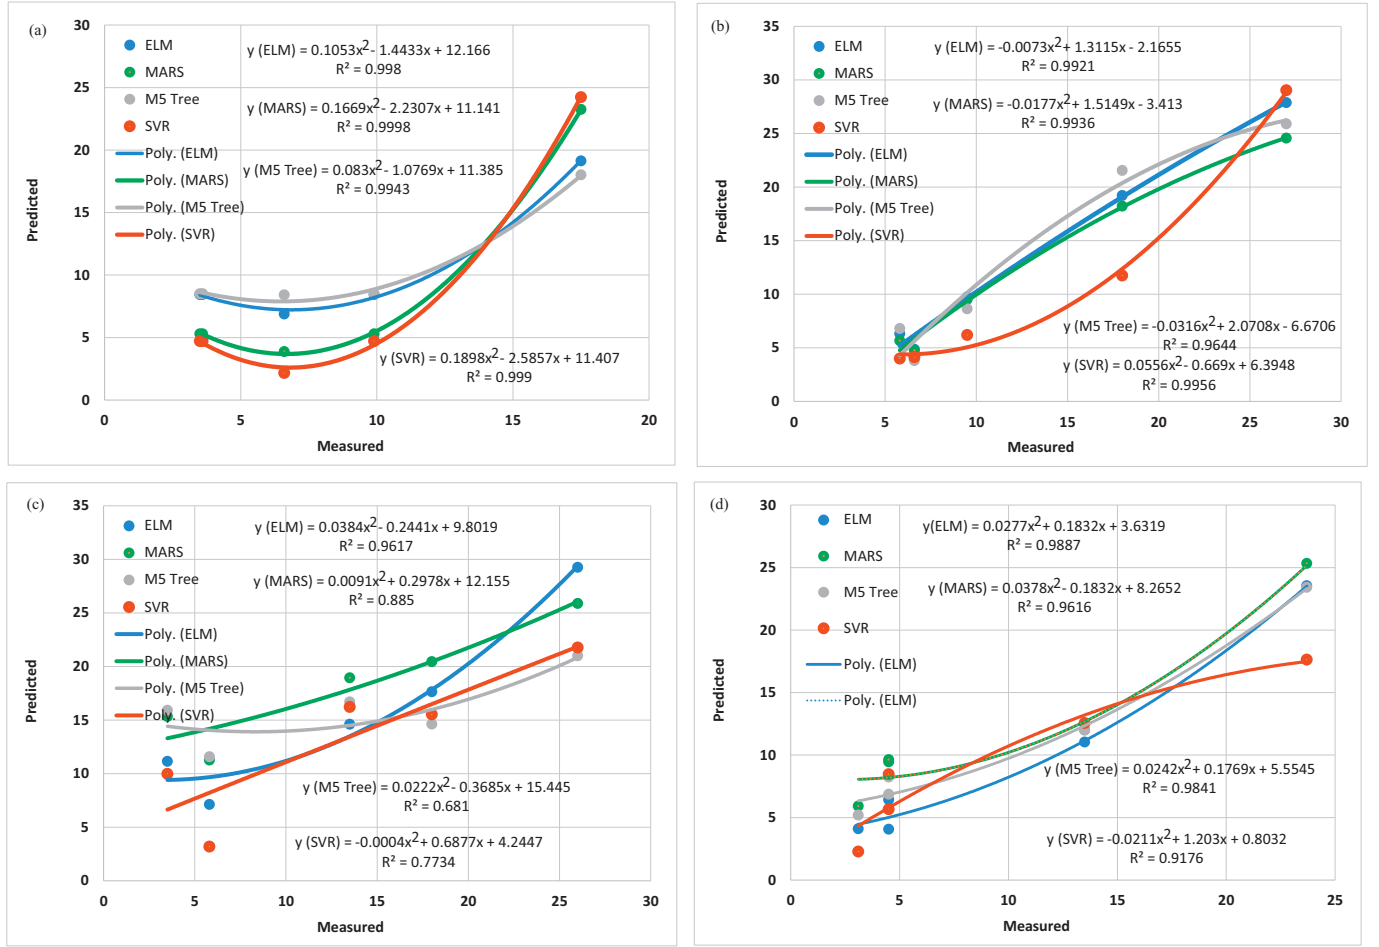 (a)
30
25
20
15
10
5
0
Predicted
ELM
MARS
M5 Tree
SVR
Poly. (ELM)
Poly. (MARS)
Poly. (M5 Tree)
Poly. (SVR)
y (ELM) = 0.1053x²- 1.4433x + 12.166
R² = 0.998
y (MARS) = 0.1669x²- 2.2307x + 11.141
R² = 0.9998
y (M5 Tree) = 0.083x²- 1.0769x + 11.385
R² = 0.9943
y (SVR) = 0.1898x²- 2.5857x + 11.407
R² = 0.999
0 5 10 15 20
Measured
(b)
35
30
25
20
15
10
5
0
Predicted
ELM
MARS
M5 Tree
SVR
Poly. (ELM)
Poly. (MARS)
Poly. (M5 Tree)
Poly. (SVR)
y (ELM) = -0.0073x²+ 1.3115x - 2.1655
R² = 0.9921
y (MARS) = -0.0177x²+ 1.5149x - 3.413
R² = 0.9936
y (M5 Tree) = -0.0316x²+ 2.0708x - 6.6706
R² = 0.9644
y (SVR) = 0.0556x²- 0.669x + 6.3948
R² = 0.9956
0 5 10 15 20 25 30
Measured
(c)
35
30
25
20
15
10
5
0
Predicted
ELM
MARS
M5 Tree
SVR
Poly. (ELM)
Poly. (MARS)
Poly. (M5 Tree)
Poly. (SVR)
y (ELM) = 0.0384x²- 0.2441x + 9.8019
R² = 0.9617
y (MARS) = 0.0091x²+ 0.2978x + 12.155
R² = 0.885
y (M5 Tree) = 0.0222x²- 0.3685x + 15.445
R² = 0.681
y (SVR) = -0.0004x²+ 0.6877x + 4.2447
R² = 0.7734
0 5 10 15 20 25 30
Measured
(d)
30
25
20
15
10
5
0
Predicted
ELM
MARS
M5 Tree
SVR
Poly. (ELM)
Poly. (ELM)
y(ELM) = 0.0277x²+ 0.1832x + 3.6319
R² = 0.9887
y (MARS) = 0.0378x²- 0.1832x + 8.2652
R² = 0.9616
y (M5 Tree) = 0.0242x²+ 0.1769x + 5.5545
R² = 0.9841
y (SVR) = -0.0211x²+ 1.203x + 0.8032
R² = 0.9176
0 5 10 15 20 25
Measured